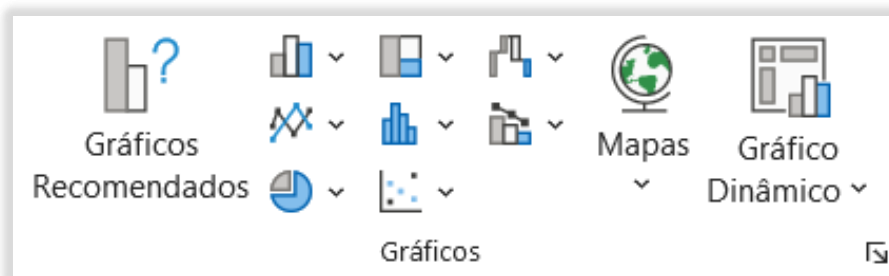 Gráficos
Recomendados
Mapas
Gráfico
Dinâmico
Gráficos